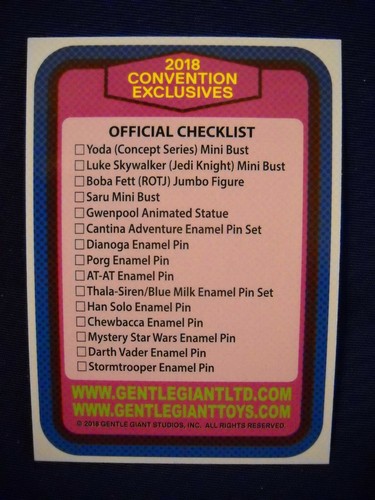 2018
CONVENTION
EXCLUSIVES
OFFICIAL CHECKLIST
Yoda (Concept Series) Mini Bust
Luke Skywalker (Jedi Knight) Mini Bust
Boba Fett (ROTJ) Jumbo Figure
Saru Mini Bust
Gwenpool Animated Statue
Cantina Adventure Enamel Pin Set
Dianoga Enamel Pin
Porg Enamel Pin
AT-AT Enamel Pin
Thala-Siren/Blue Milk Enamel Pin Set
Han Solo Enamel Pin
Chewbacca Enamel Pin
Mystery Star Wars Enamel Pin
Darth Vader Enamel Pin
Stormtrooper Enamel Pin
WWW.GENTLEGIANTLTD.COM
WWW.GENTLEGIANTTOYS.COM
© 2018 GENTLE GIANT STUDIOS, INC. ALL RIGHTS RESERVED.